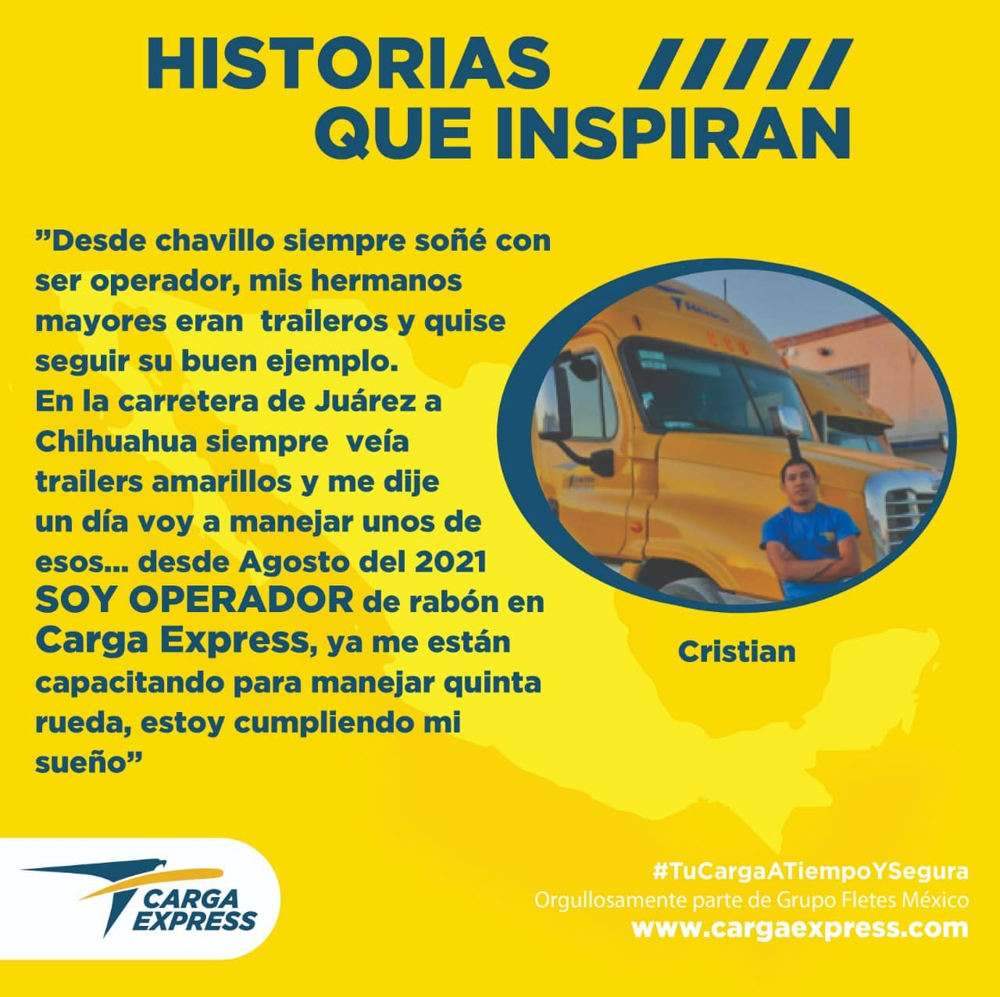 HISTORIAS
QUE INSPIRAN
”Desde chavillo siempre soñé con
ser operador, mis hermanos
mayores eran traileros y quise
seguir su buen ejemplo.
En la carretera de Juárez a
Chihuahua siempre veía
trailers amarillos y me dije
un día voy a manejar unos de
esos... desde Agosto del 2021
SOY OPERADOR de rabón en
Carga Express, ya me están
capacitando para manejar quinta
rueda, estoy cumpliendo mi
sueño”
Cristian
CARGA
EXPRESS
#TuCargaATiempoYSegura
Orgullosamente parte de Grupo Fletes México
www.cargaexpress.com